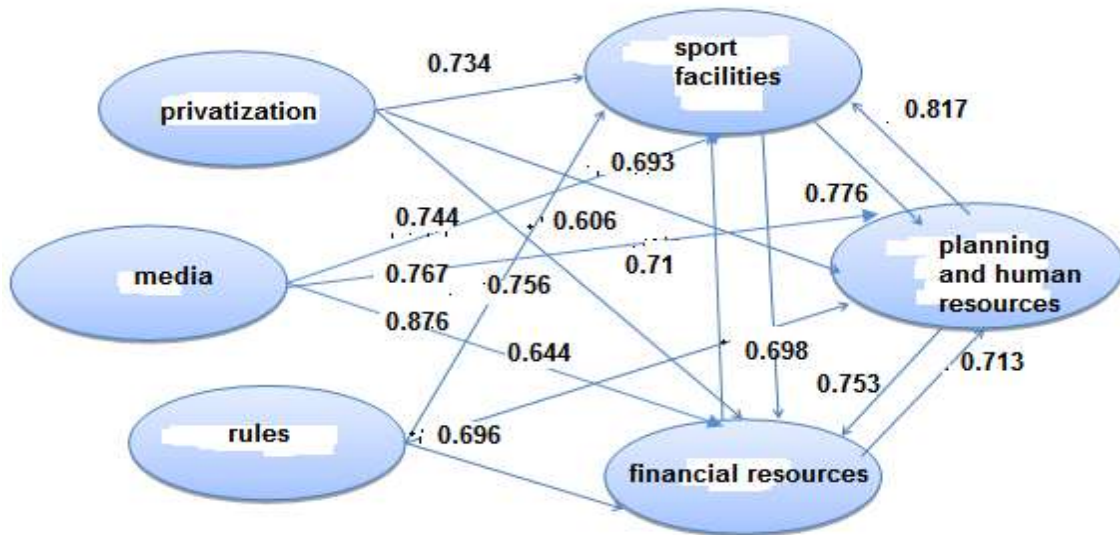 sport
facilities
0.734
privatization
0.817
0.693
0.776
0.744
0.606
planning
and human
resources
0.71
media
0.767
0.756
0.876
0.644
0.698
0.713
0.753
rules
0.696
financial resources